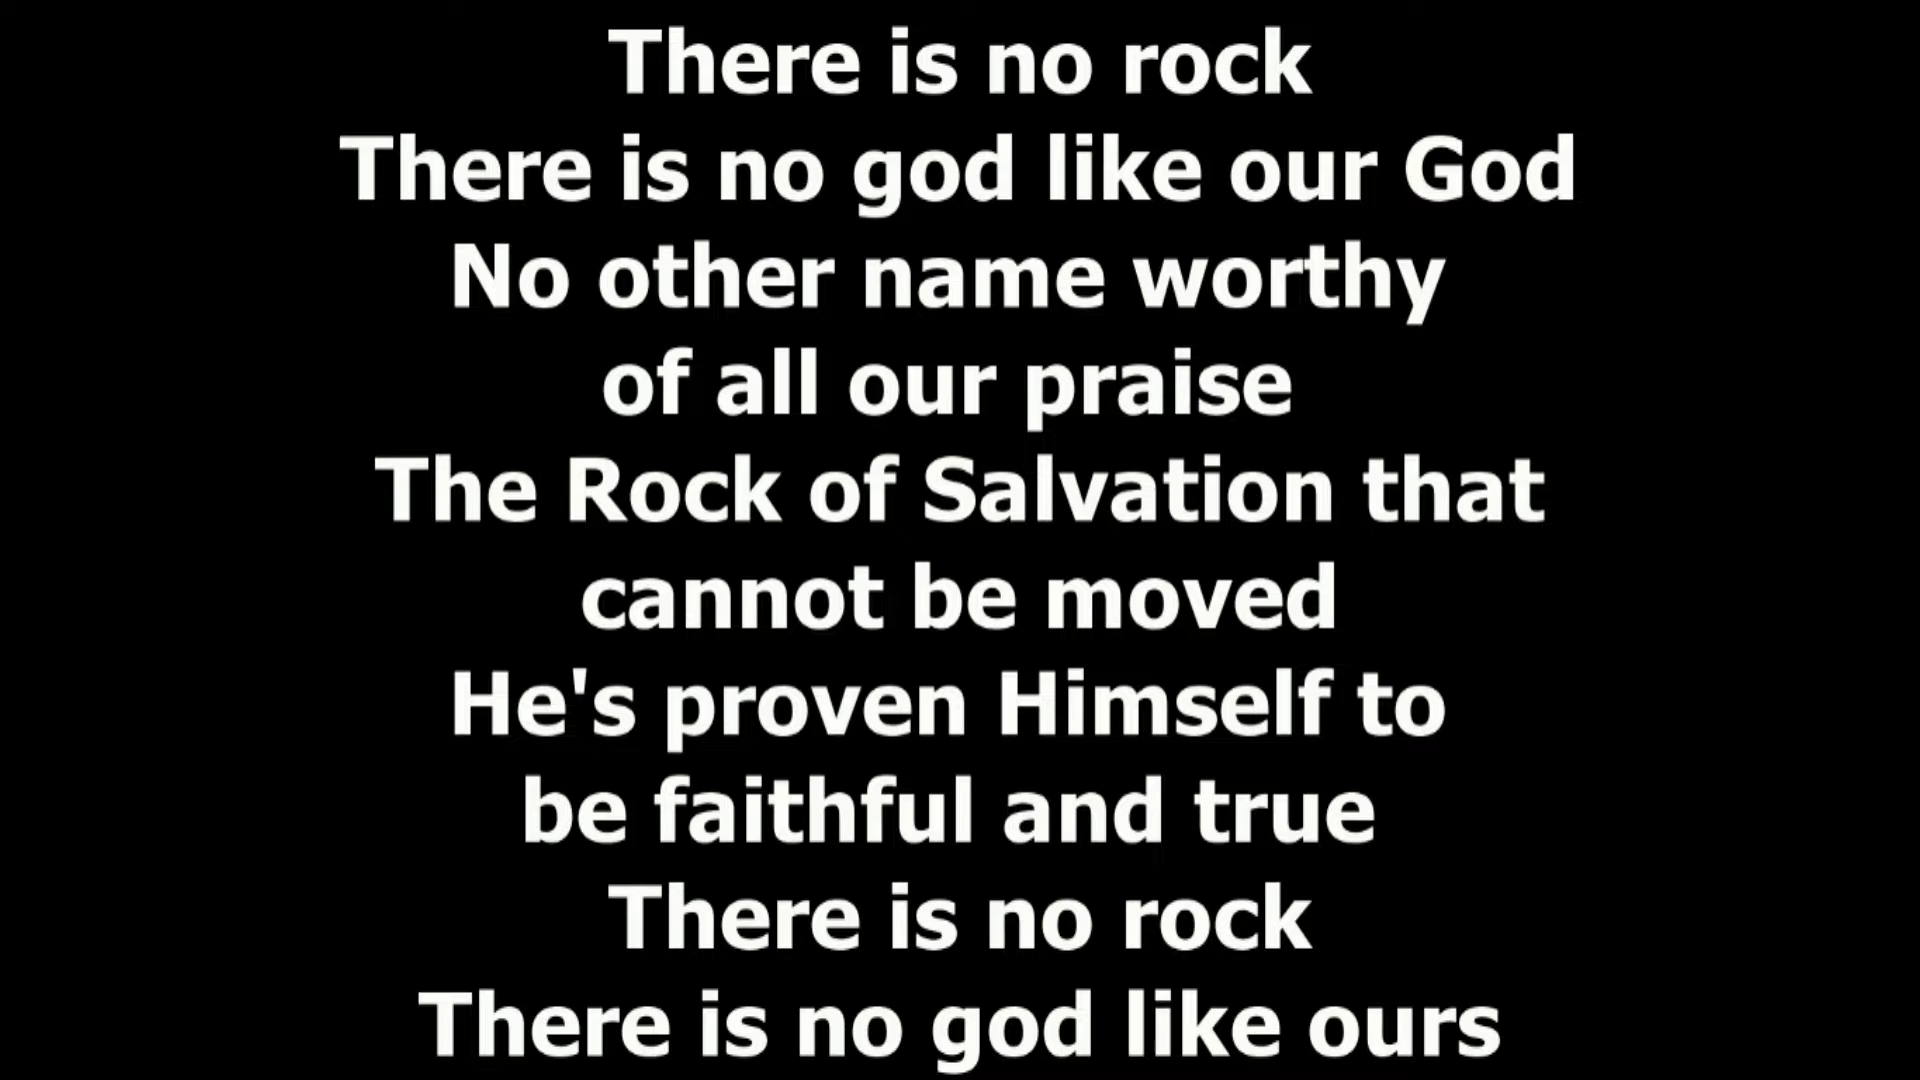 There is no rock
There is no god like our God
No other name worthy
of all our praise
The Rock of Salvation that
cannot be moved
He's proven Himself to
be faithful and true
There is no rock
There is no god like ours